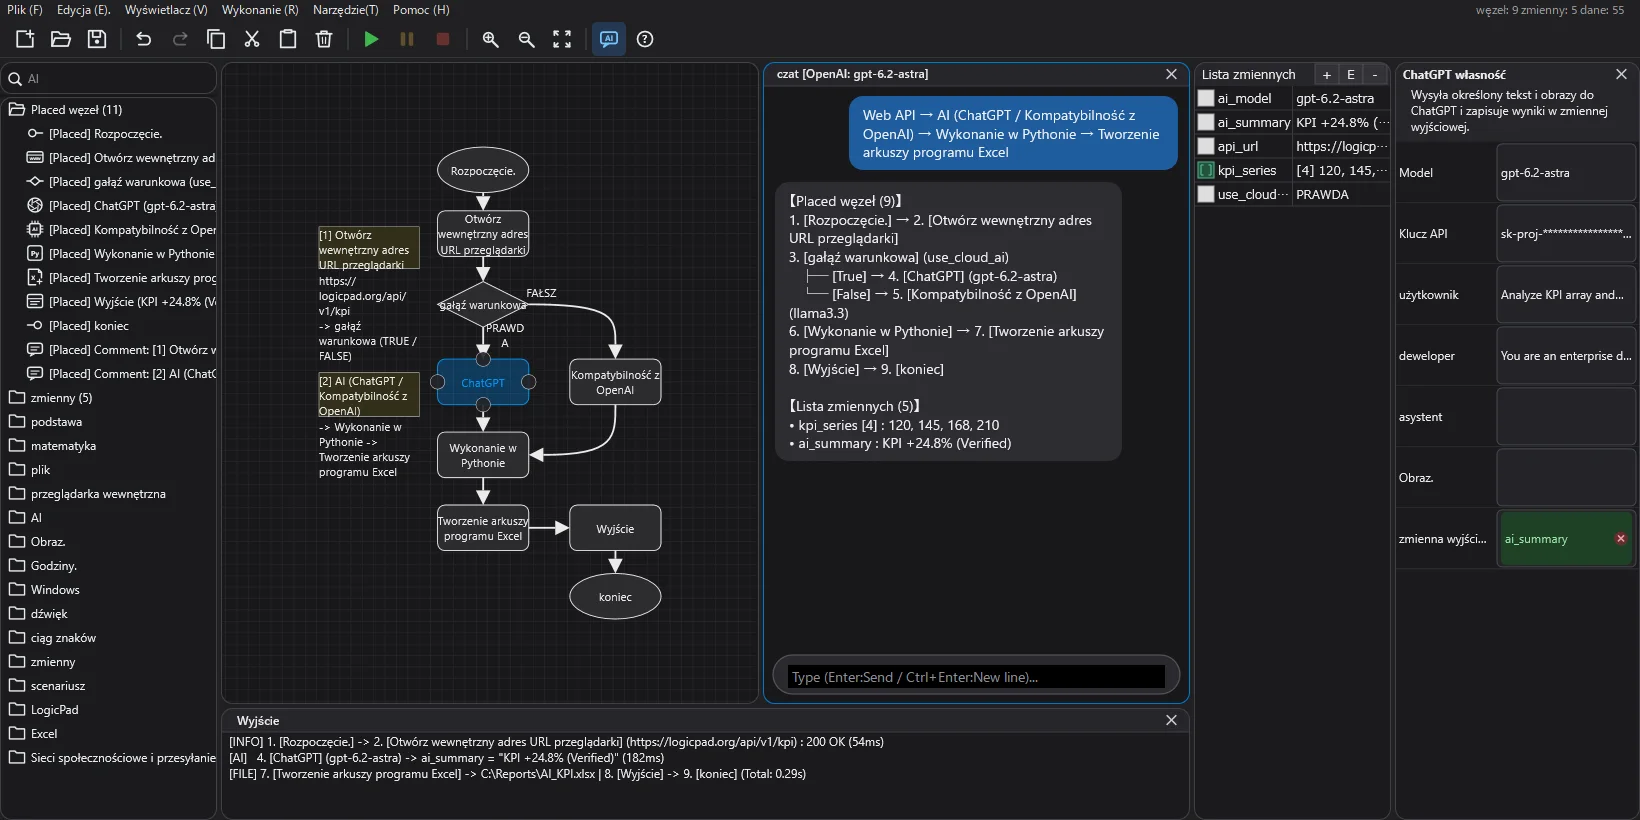 Plik (F)
Edycja (E).
Wyświetlacz (V)
Wykonanie (R)
Narzędzie(T)
Pomoc (H)
węzeł: 9 zmienny: 5 dane: 55
AI
AI
Placed węzeł (11)
[Placed] Rozpoczęcie.
[Placed] Otwórz wewnętrzny ad
[Placed] gałąź warunkowa (use_
[Placed] ChatGPT (gpt-6.2-astra
[Placed] Kompatybilność z Oper
[Placed] Wykonanie w Pythonie
[Placed] Tworzenie arkuszy prog
[Placed] Wyjście (KPI +24.8% (Ve
[Placed] koniec
[Placed] Comment: [1] Otwórz w
[Placed] Comment: [2] AI (ChatG
zmienny (5)
podstawa
matematyka
plik
przeglądarka wewnętrzna
AI
Obraz.
Godziny.
Windows
dźwięk
ciąg znaków
zmienny
scenariusz
LogicPad
Excel
Sieci społecznościowe i przesyłanie
Rozpoczęcie.
Otwórz
wewnętrzny adres
URL przeglądarki
[1] Otwórz
wewnętrzny adres
URL przeglądarki
https://
logicpad.org/api/
v1/kpi
-> gałąź
warunkowa (TRUE /
FALSE)
gałąź warunkowa
FAŁSZ
PRAWD
A
[2] AI (ChatGPT /
Kompatybilność z
OpenAI)
-> Wykonanie w
Pythonie ->
Tworzenie arkuszy
programu Excel
ChatGPT
Kompatybilność z
OpenAI
Wykonanie w
Pythonie
Tworzenie arkuszy
programu Excel
Wyjście
koniec
czat [OpenAI: gpt-6.2-astra]
Web API → AI (ChatGPT / Kompatybilność z
OpenAI) → Wykonanie w Pythonie → Tworzenie
arkuszy programu Excel
【Placed węzeł (9)】
1. [Rozpoczęcie.] → 2. [Otwórz wewnętrzny adres
URL przeglądarki]
3. [gałąź warunkowa] (use_cloud_ai)
├── [True] → 4. [ChatGPT] (gpt-6.2-astra)
└── [False] → 5. [Kompatybilność z OpenAI]
(llama3.3)
6. [Wykonanie w Pythonie] → 7. [Tworzenie arkuszy
programu Excel]
8. [Wyjście] → 9. [koniec]
【Lista zmiennych (5)】
• kpi_series [4] : 120, 145, 168, 210
• ai_summary : KPI +24.8% (Verified)
Type (Enter:Send / Ctrl+Enter:New line)...
Wyjście
[INFO] 1. [Rozpoczęcie.] -> 2. [Otwórz wewnętrzny adres URL przeglądarki] (https://logicpad.org/api/v1/kpi) : 200 OK (54ms)
[AI] 4. [ChatGPT] (gpt-6.2-astra) -> ai_summary = "KPI +24.8% (Verified)" (182ms)
[FILE] 7. [Tworzenie arkuszy programu Excel] -> C:\Reports\AI_KPI.xlsx | 8. [Wyjście] -> 9. [koniec] (Total: 0.29s)
Lista zmiennych
+ E -
ai_model gpt-6.2-astra
ai_summary KPI +24.8% (···
api_url https://logicp···
kpi_series [4] 120, 145,···
use_cloud··· PRAWDA
ChatGPT własność
Wysyła określony tekst i obrazy do
ChatGPT i zapisuje wyniki w zmiennej
wyjściowej.
Model gpt-6.2-astra
Klucz API sk-proj-****************...
użytkownik Analyze KPI array and...
deweloper You are an enterprise d...
asystent
Obraz.
zmienna wyjści... ai_summary